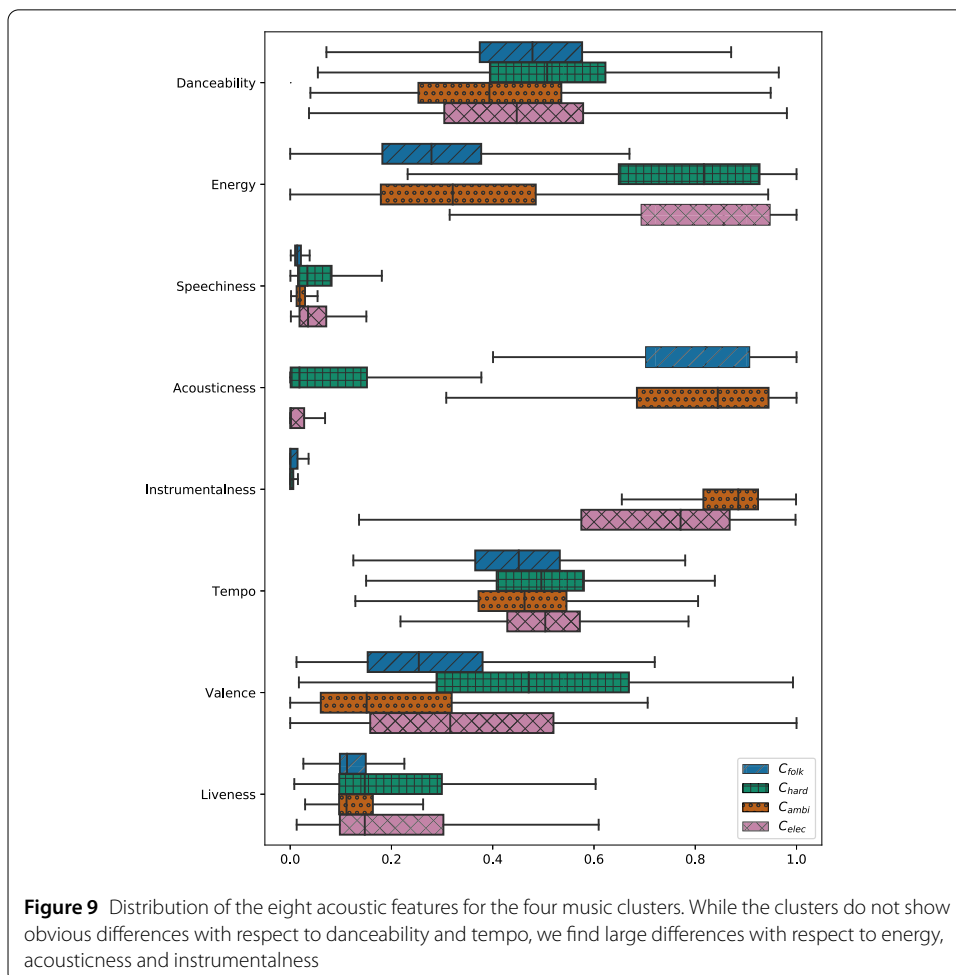 Danceability
Energy
Speechiness
Acousticness
Instrumentalness
Tempo
Valence
Liveness
C_folk
C_hard
C_ambi
C_elec
0.0 0.2 0.4 0.6 0.8 1.0
Figure 9 Distribution of the eight acoustic features for the four music clusters. While the clusters do not show
obvious differences with respect to danceability and tempo, we find large differences with respect to energy,
acousticness and instrumentalness